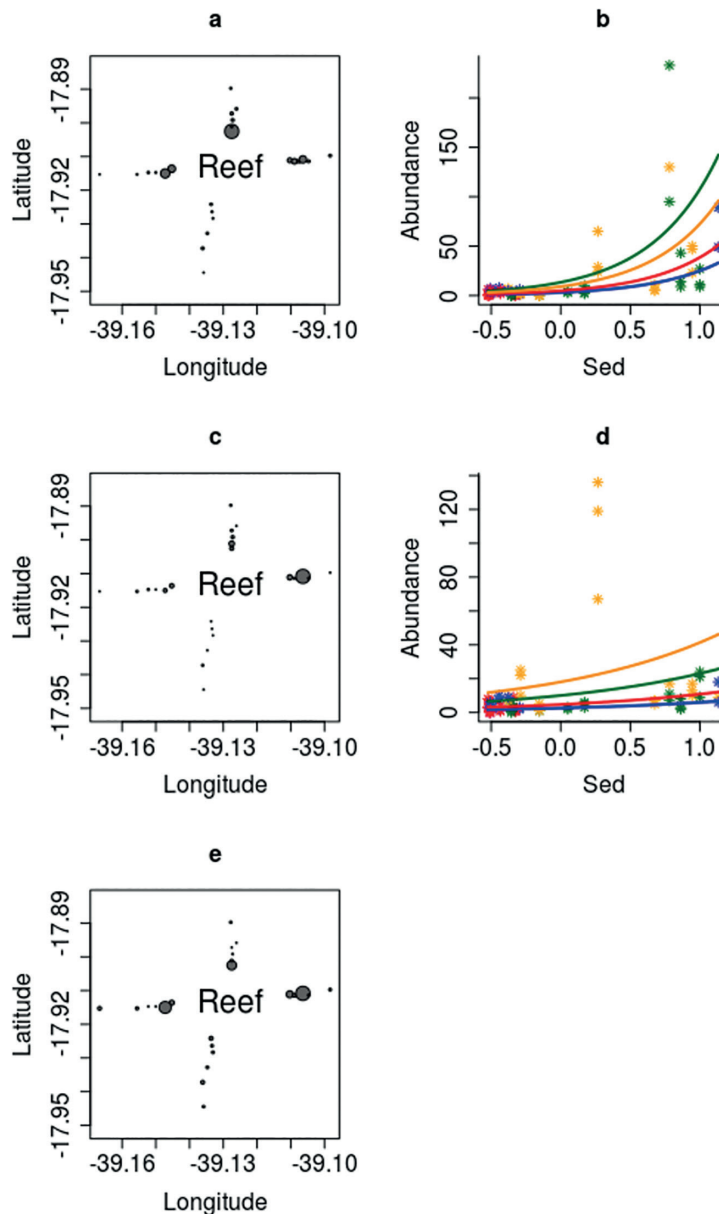 a
b
-17.89
-17.92
-17.95
Latitude
Reef
-39.16 -39.13 -39.10
Longitude
150
50
0
Abundance
-0.5 0.0 0.5 1.0
Sed
c
d
-17.89
-17.92
-17.95
Latitude
Reef
-39.16 -39.13 -39.10
Longitude
120
80
40
0
Abundance
-0.5 0.0 0.5 1.0
Sed
e
-17.89
-17.92
-17.95
Latitude
Reef
-39.16 -39.13 -39.10
Longitude